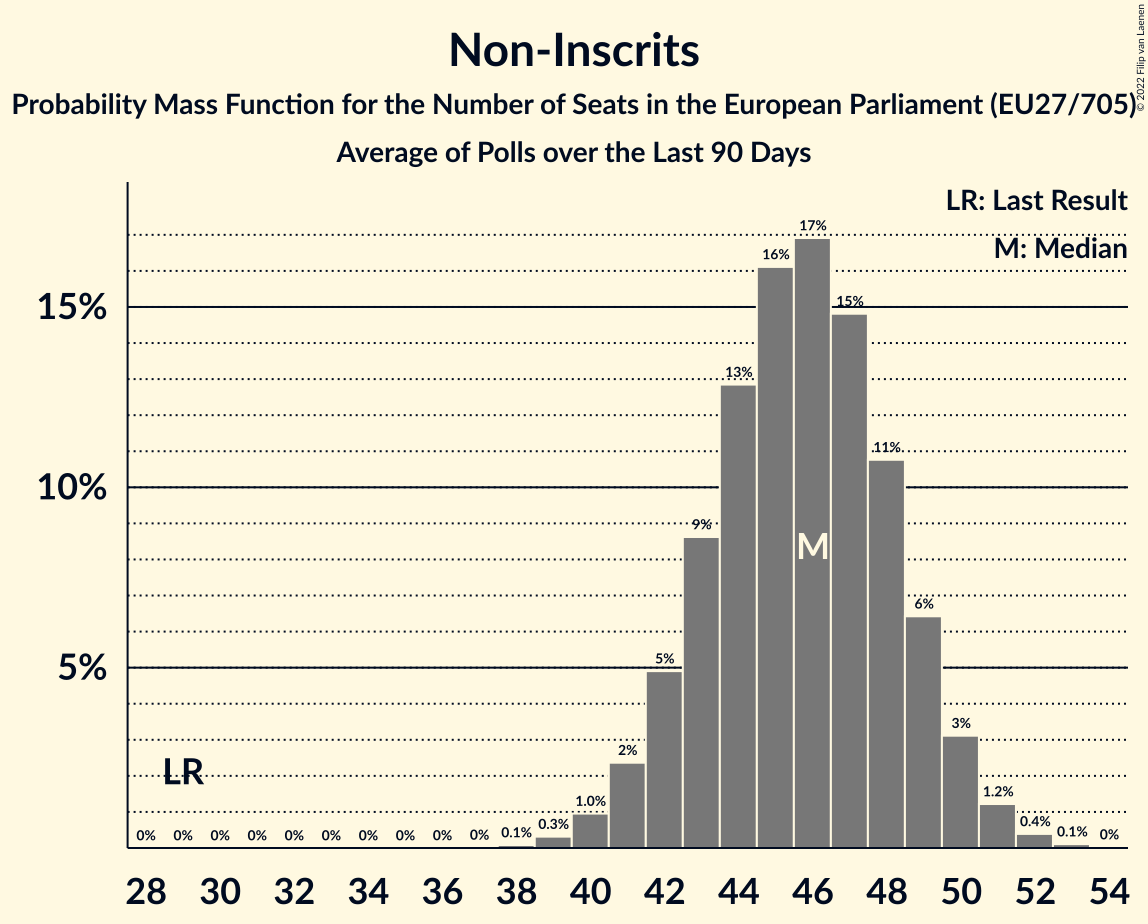 Non-Inscrits
Probability Mass Function for the Number of Seats in the European Parliament (EU27/705)
Average of Polls over the Last 90 Days
© 2022 Filip van Laenen
LR: Last Result
M: Median
15%
10%
5%
0% 0% 0% 0% 0% 0% 0% 0% 0% 0% 0.1% 0.3% 1.0% 2% 5% 9% 13% 16% 17% 15% 11% 6% 3% 1.2% 0.4% 0.1% 0%
LR
M
28 30 32 34 36 38 40 42 44 46 48 50 52 54